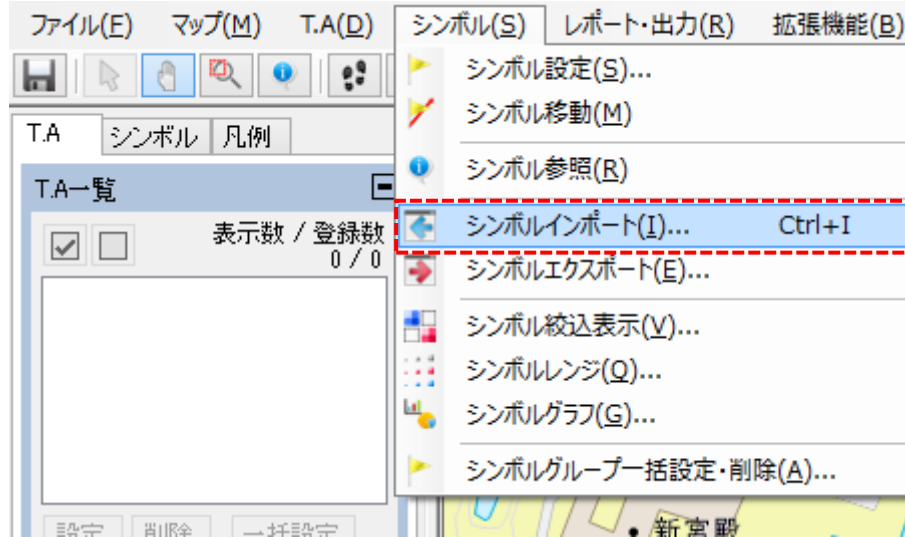 ファイル(F) マップ(M) T.A(D) シンボル(S) レポート・出力(R) 拡張機能(B)
シンボル設定(S)...
シンボル移動(M)
シンボル参照(R)
シンボルインポート(I)... Ctrl+I
シンボルエクスポート(E)...
シンボル絞込表示(V)...
シンボルレンジ(Q)...
シンボルグラフ(G)...
シンボルグループ一括設定・削除(A)...
T.A シンボル 凡例
T.A一覧
表示数 / 登録数
0 / 0
設定 削除 一括設定
新宮殿